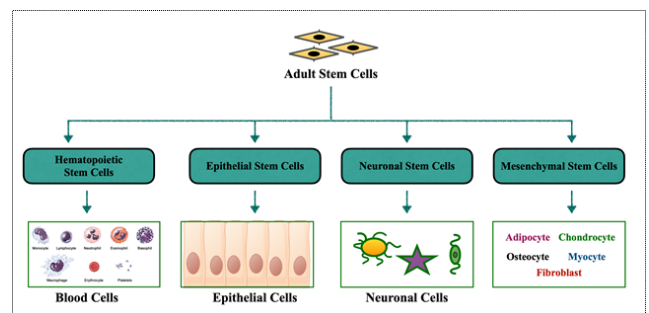 Adult Stem Cells
Hematopoietic
Stem Cells
Epithelial Stem Cells
Neuronal Stem Cells
Mesenchymal Stem Cells
Monocyte Lymphocyte Neutrophil Eosinophil Basophil
Macrophage Erythrocyte Platelets
Adipocyte Chondrocyte
Osteocyte Myocyte
Fibroblast
Blood Cells
Epithelial Cells
Neuronal Cells